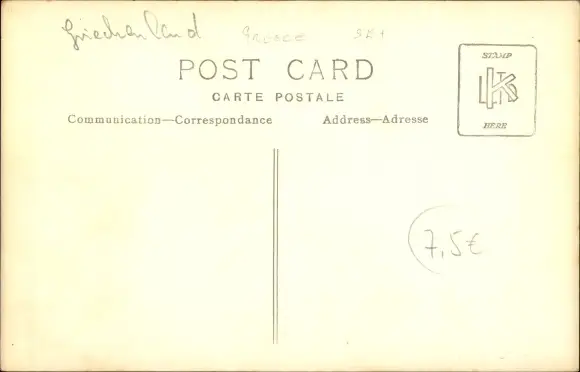 Griechenland
POST CARD
CARTE POSTALE
Communication—Correspondance
Address—Adresse
STAMP
HERE
7,5€